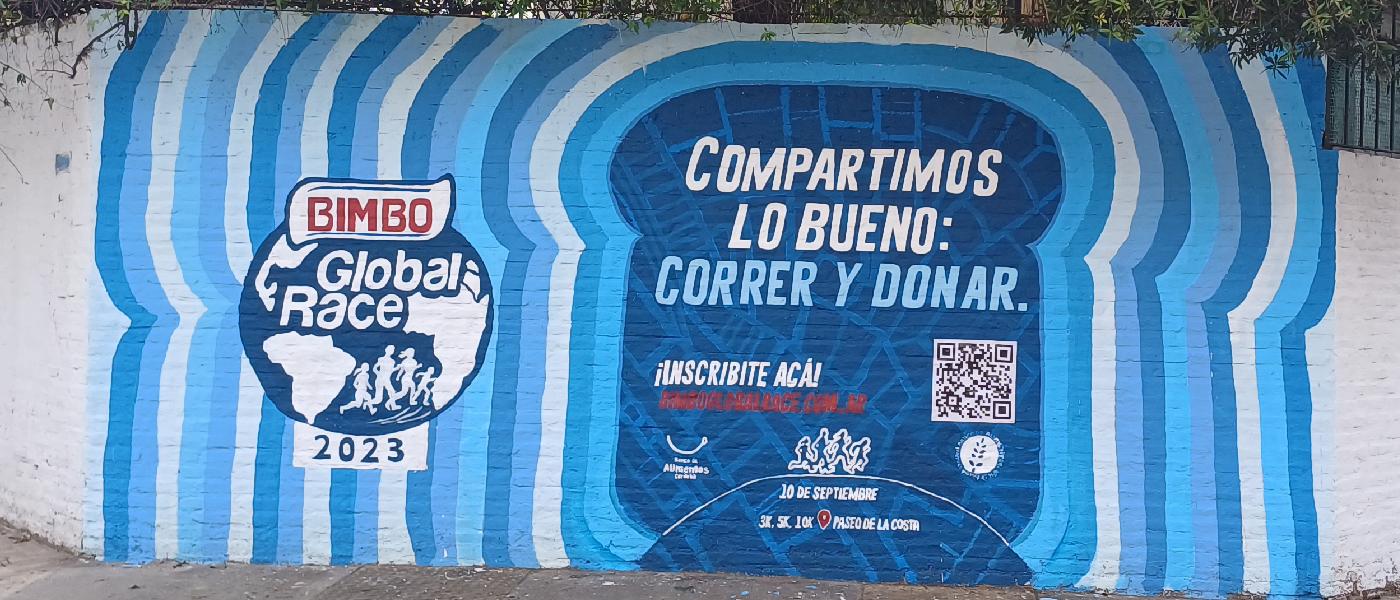 BIMBO
Global
Race
2023
COMPARTIMOS
LO BUENO:
CORRER Y DONAR.
¡INSCRIBITE ACÁ!
BIMBOGLOBALRACE.COM.AR
Banco de
Alimentos
Córdoba
10 DE SEPTIEMBRE
3K, 5K, 10K PASEO DE LA COSTA